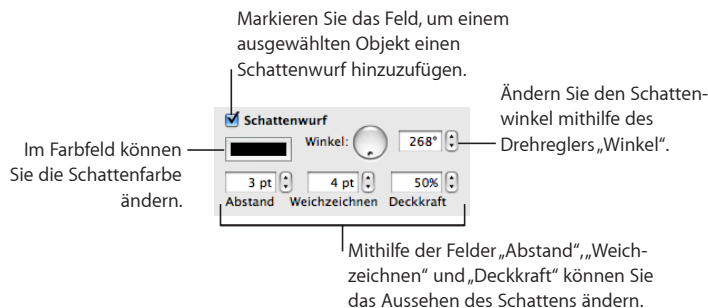 Markieren Sie das Feld, um einem
ausgewählten Objekt einen
Schattenwurf hinzuzufügen.
Ändern Sie den Schatten-
winkel mithilfe des
Drehreglers „Winkel“.
Im Farbfeld können
Sie die Schattenfarbe
ändern.
Schattenwurf
Winkel: 268°
3 pt 4 pt 50%
Abstand Weichzeichnen Deckkraft
Mithilfe der Felder „Abstand“, „Weich-
zeichnen“ und „Deckkraft“ können Sie
das Aussehen des Schattens ändern.